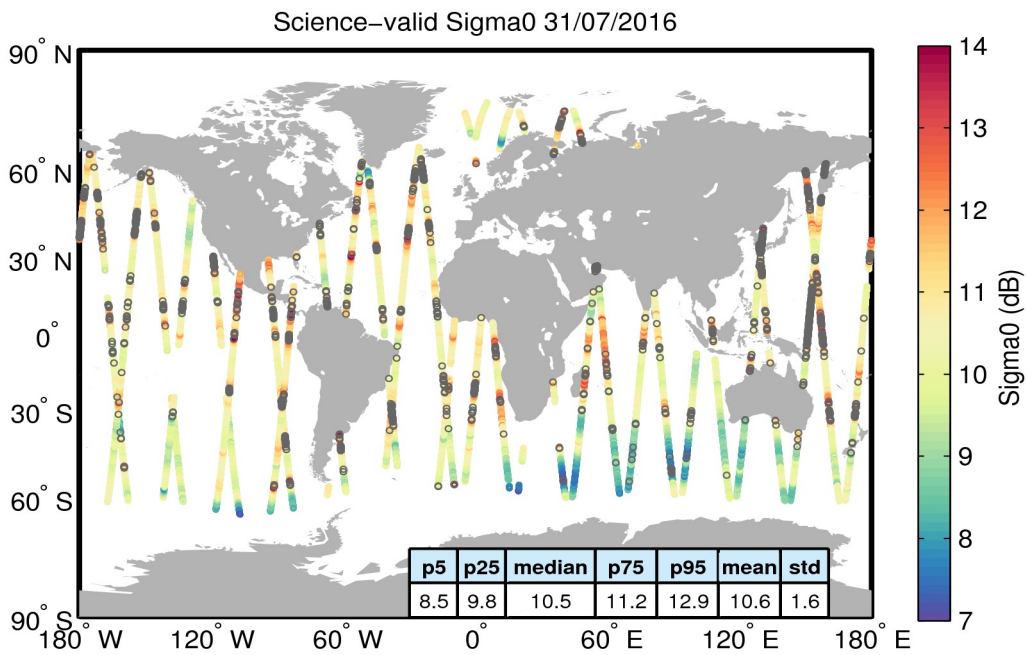 Science−valid Sigma0 31/07/2016
90° N
60° N
30° N
0°
30° S
60° S
90° S
180° W
120° W
60° W
0°
60° E
120° E
180° E
14
13
12
11
10
9
8
7
Sigma0 (dB)
p5 p25 median p75 p95 mean std
8.5 9.8 10.5 11.2 12.9 10.6 1.6